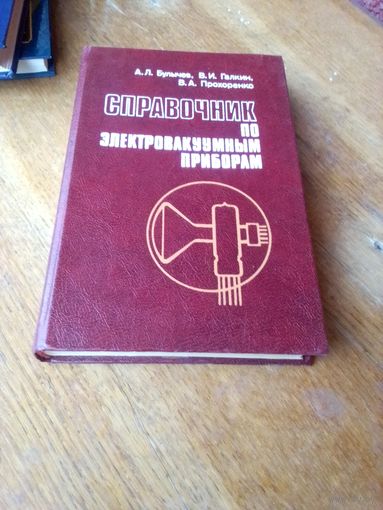 А.Л. Булычев, В.И. Галкин,
В.А. Прохоренко
СПРАВОЧНИК
ПО
ЭЛЕКТРОВАКУУМНЫМ
ПРИБОРАМ